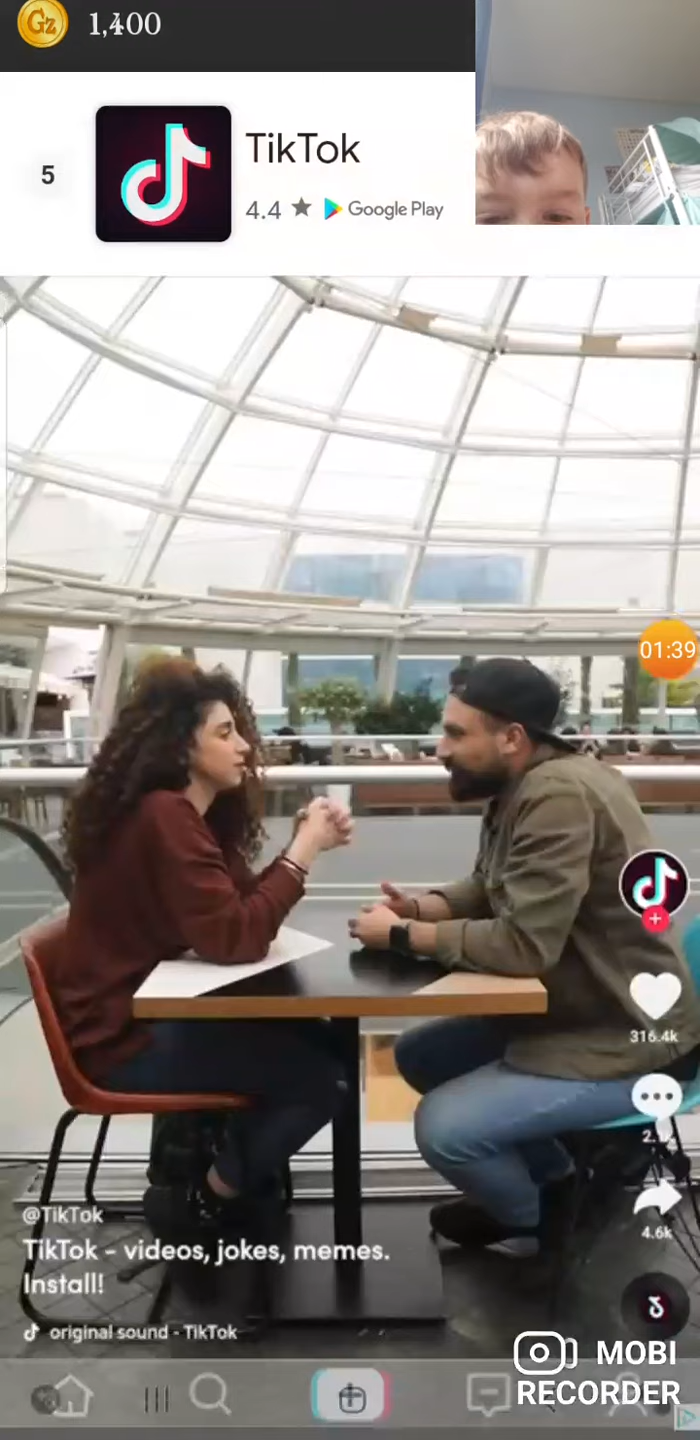 1,400
5
TikTok
4.4 ★ Google Play
01:39
316.4k
4.6k
@TikTok
TikTok - videos, jokes, memes.
Install!
original sound - TikTok
MOBI
RECORDER